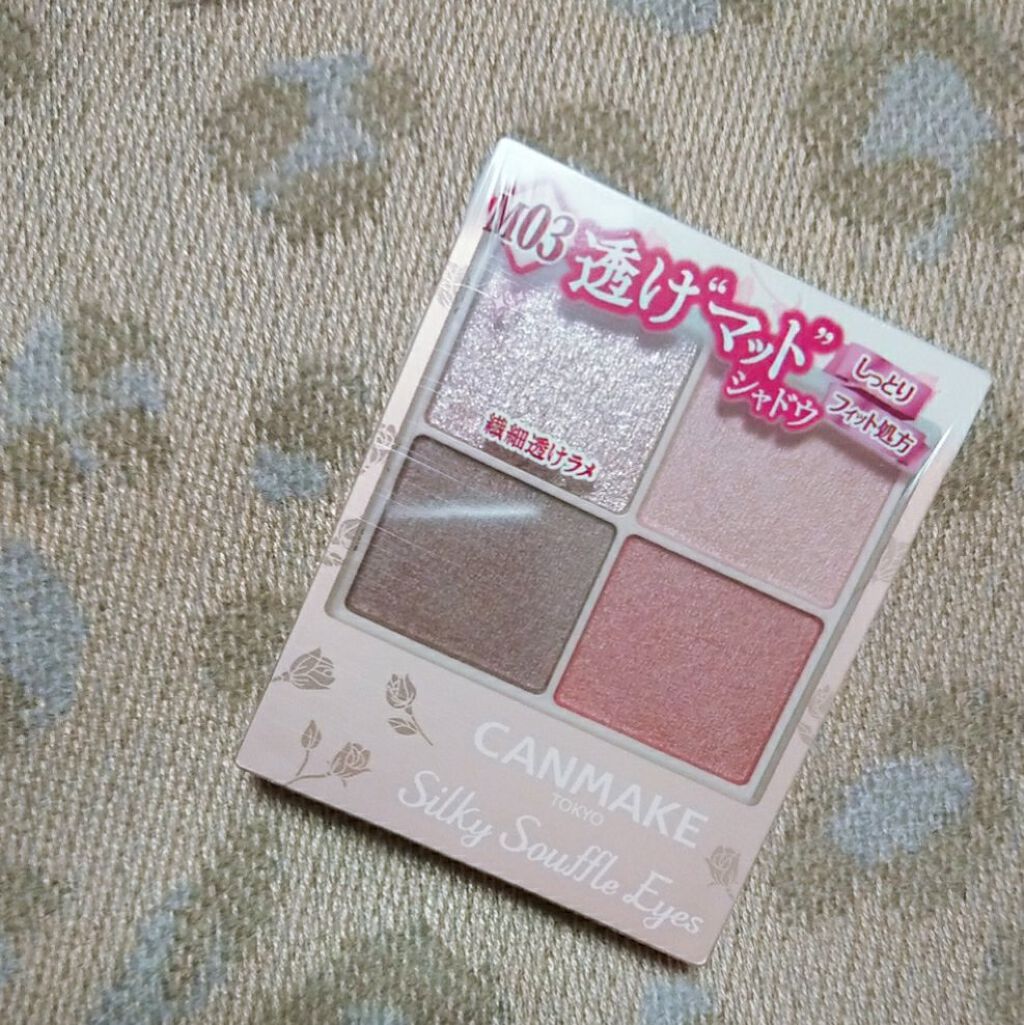 M03
透け“マット”
シャドウ
しっとり
フィット処方
繊細透けラメ
CANMAKE
TOKYO
Silky Souffle Eyes